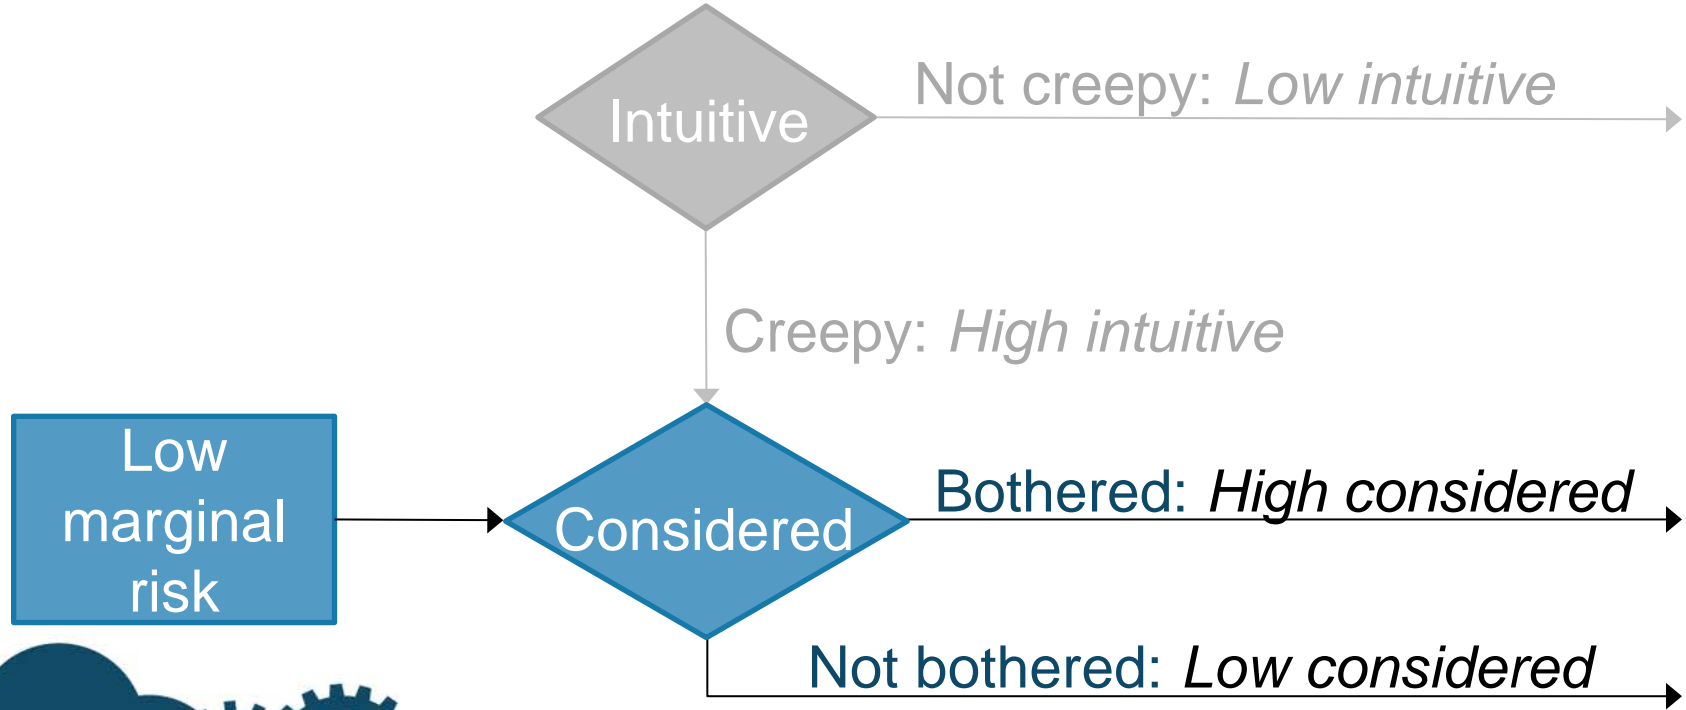 Intuitive
Not creepy: Low intuitive
Creepy: High intuitive
Low
marginal
risk
Considered
Bothered: High considered
Not bothered: Low considered